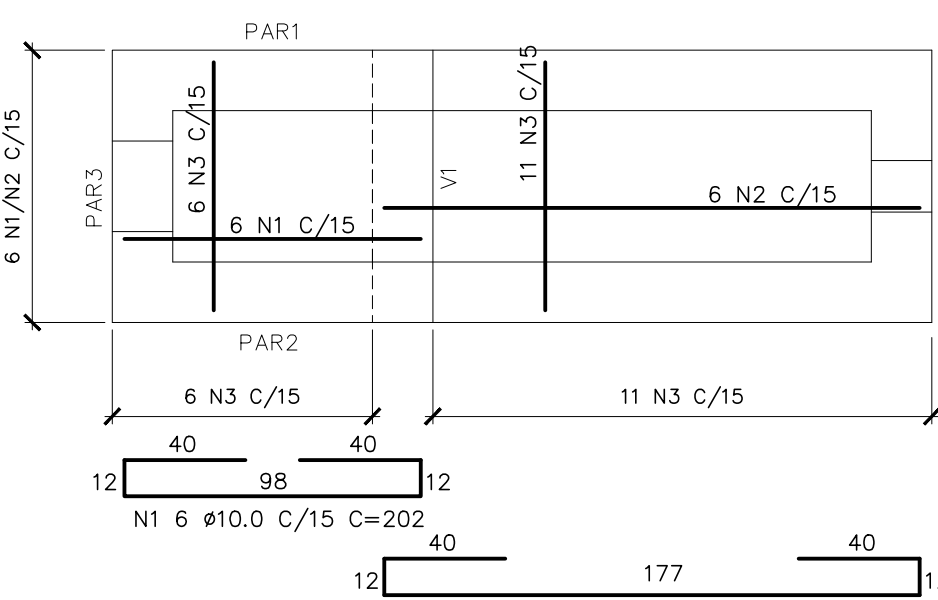 PAR1
6 N1/N2 C/15
PAR3
6 N3 C/15
11 N3 C/15
V1
6 N2 C/15
6 N1 C/15
PAR2
6 N3 C/15
11 N3 C/15
40 40
12 98 12
N1 6 ø10.0 C/15 C=202
40 40
12 177